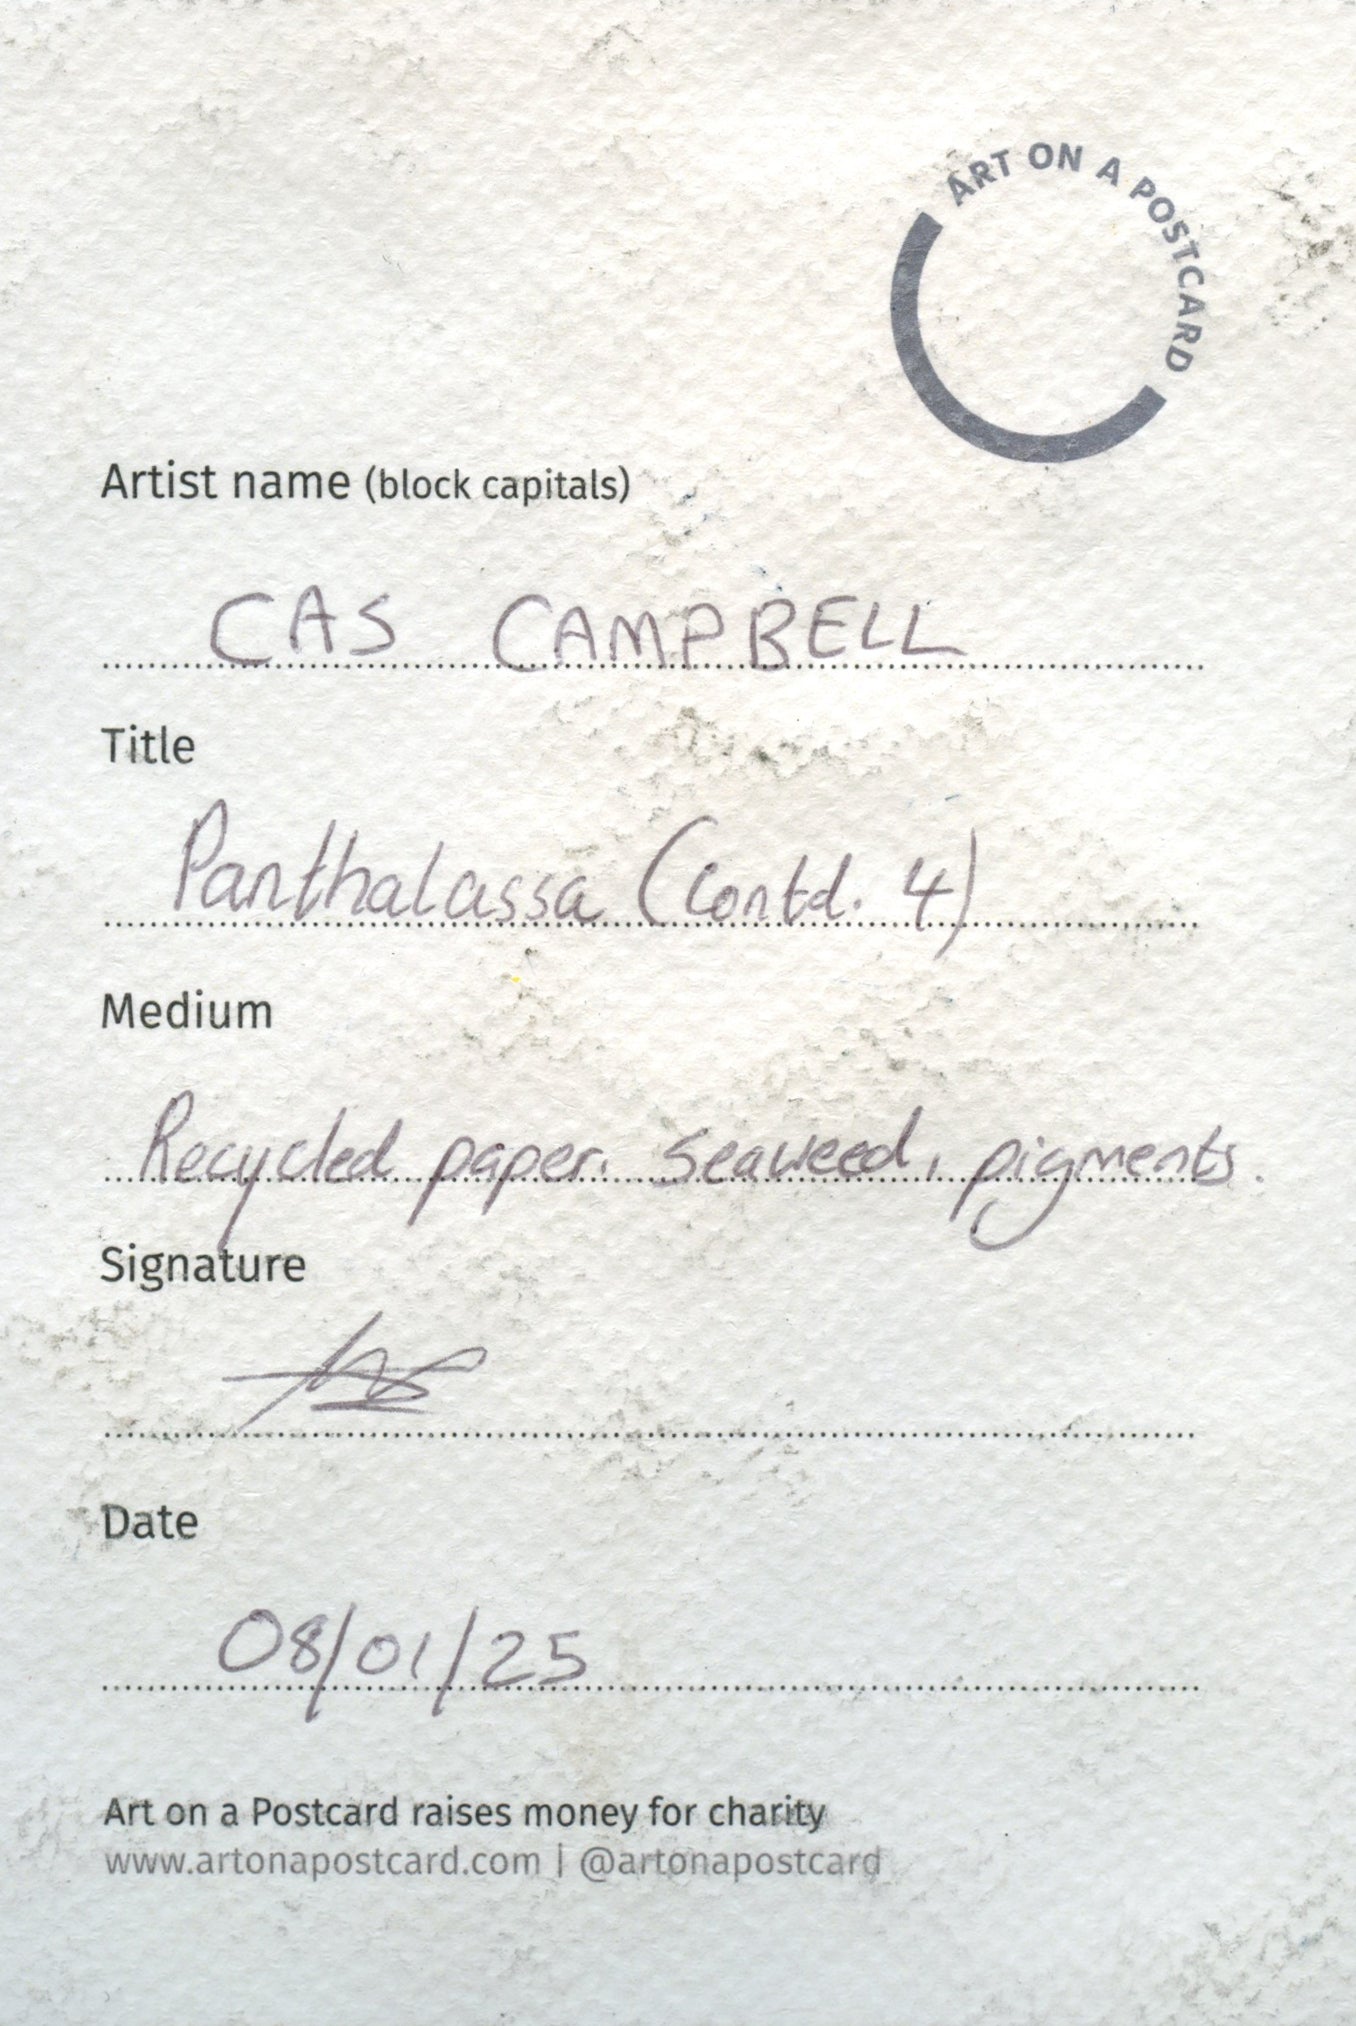 ART ON A POSTCARD
Artist name (block capitals)
CAS CAMPBELL
Title
Panthalassa (Contd. 4)
Medium
Recycled paper. seaweed, pigments.
Signature
Date
08/01/25
Art on a Postcard raises money for charity
www.artonapostcard.com | @artonapostcard